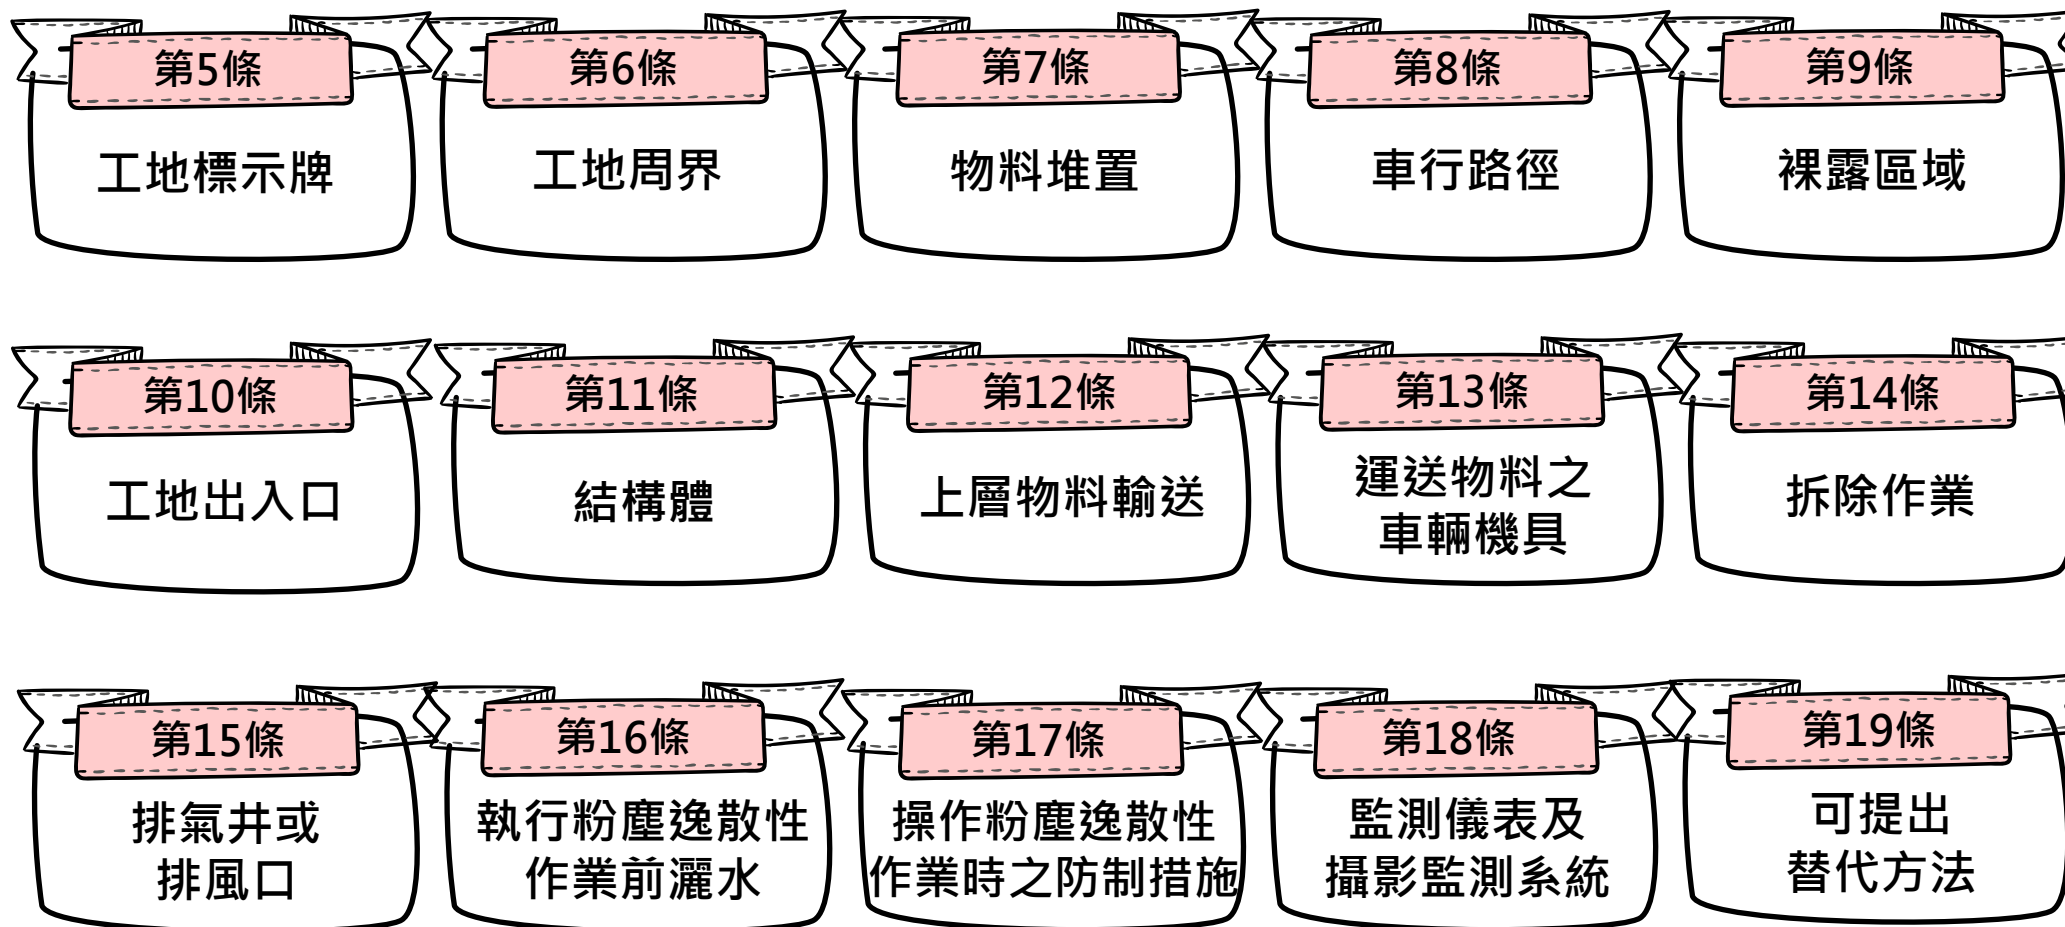 第5條
工地標示牌
第6條
工地周界
第7條
物料堆置
第8條
車行路徑
第9條
裸露區域
第10條
工地出入口
第11條
結構體
第12條
上層物料輸送
第13條
運送物料之
車輛機具
第14條
拆除作業
第15條
排氣井或
排風口
第16條
執行粉塵逸散性
作業前灑水
第17條
操作粉塵逸散性
作業時之防制措施
第18條
監測儀表及
攝影監測系統
第19條
可提出
替代方法